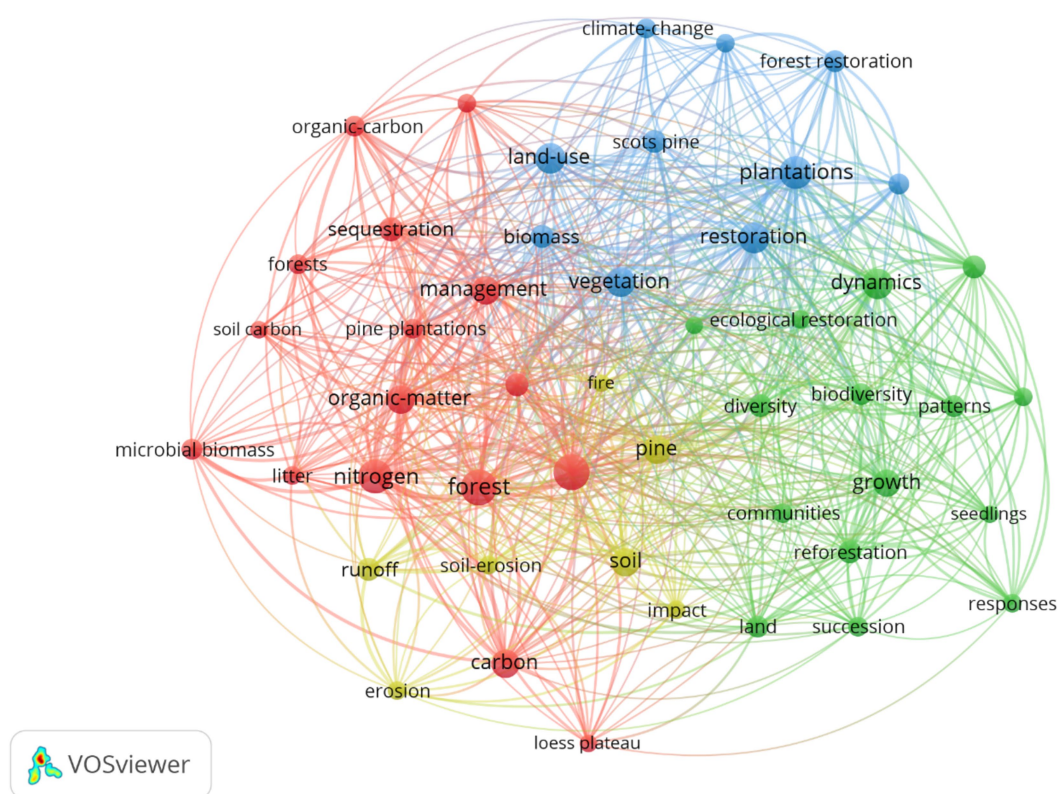 climate-change
forest restoration
organic-carbon
scots pine
land-use
plantations
sequestration
biomass
restoration
forests
management
vegetation
dynamics
soil carbon
pine plantations
ecological restoration
fire
organic-matter
diversity
biodiversity
patterns
microbial biomass
litter
nitrogen
forest
pine
growth
communities
seedlings
runoff
soil-erosion
soil
reforestation
impact
land
succession
responses
carbon
erosion
loess plateau
VOSviewer